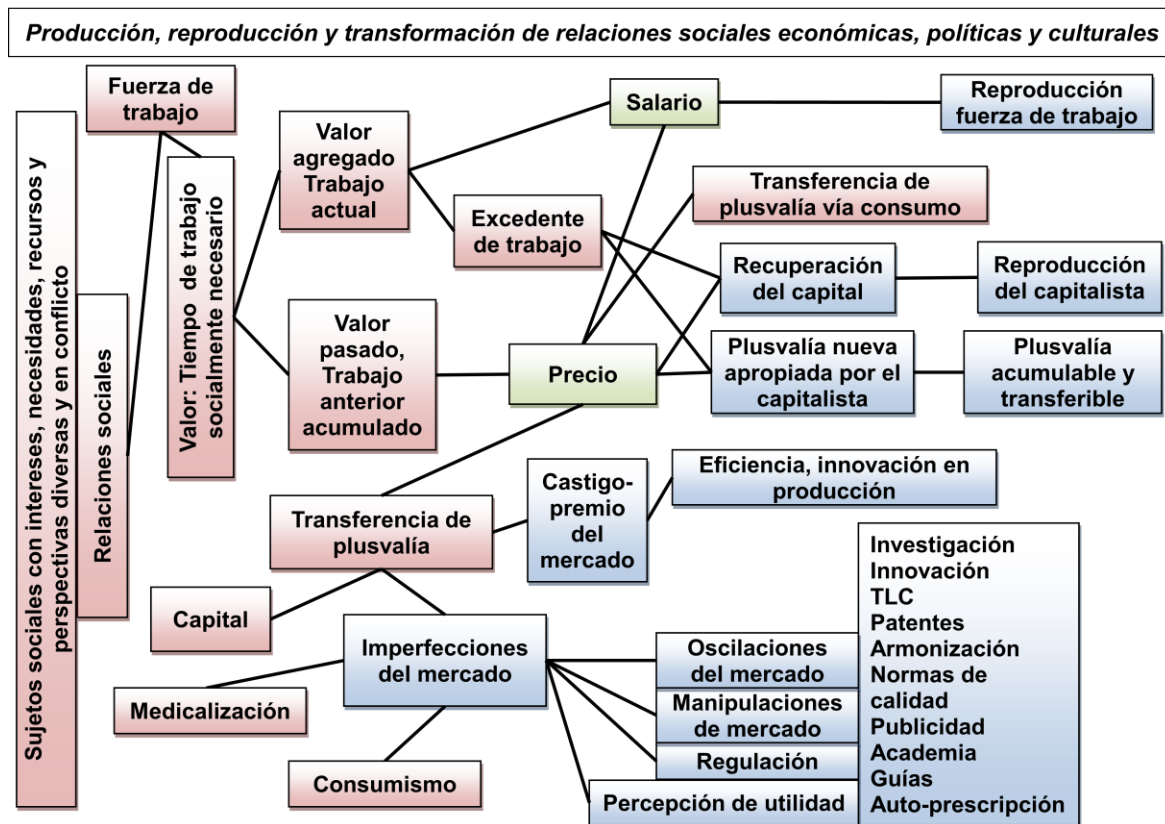 Producción, reproducción y transformación de relaciones sociales económicas, políticas y culturales
Sujetos sociales con intereses, necesidades, recursos y
perspectivas diversas y en conflicto
Relaciones sociales
Fuerza de
trabajo
Valor: Tiempo de trabajo
socialmente necesario
Valor
agregado
Trabajo
actual
Valor
pasado,
Trabajo
anterior
acumulado
Salario
Reproducción
fuerza de trabajo
Excedente
de trabajo
Transferencia de
plusvalía vía consumo
Recuperación
del capital
Reproducción
del capitalista
Precio
Plusvalía nueva
apropiada por el
capitalista
Plusvalía
acumulable y
transferible
Transferencia de
plusvalía
Castigo-
premio del
mercado
Eficiencia, innovación en
producción
Capital
Imperfecciones
del mercado
Medicalización
Consumismo
Oscilaciones
del mercado
Manipulaciones
de mercado
Regulación
Percepción de utilidad
Investigación
Innovación
TLC
Patentes
Armonización
Normas de
calidad
Publicidad
Academia
Guías
Auto-prescripción